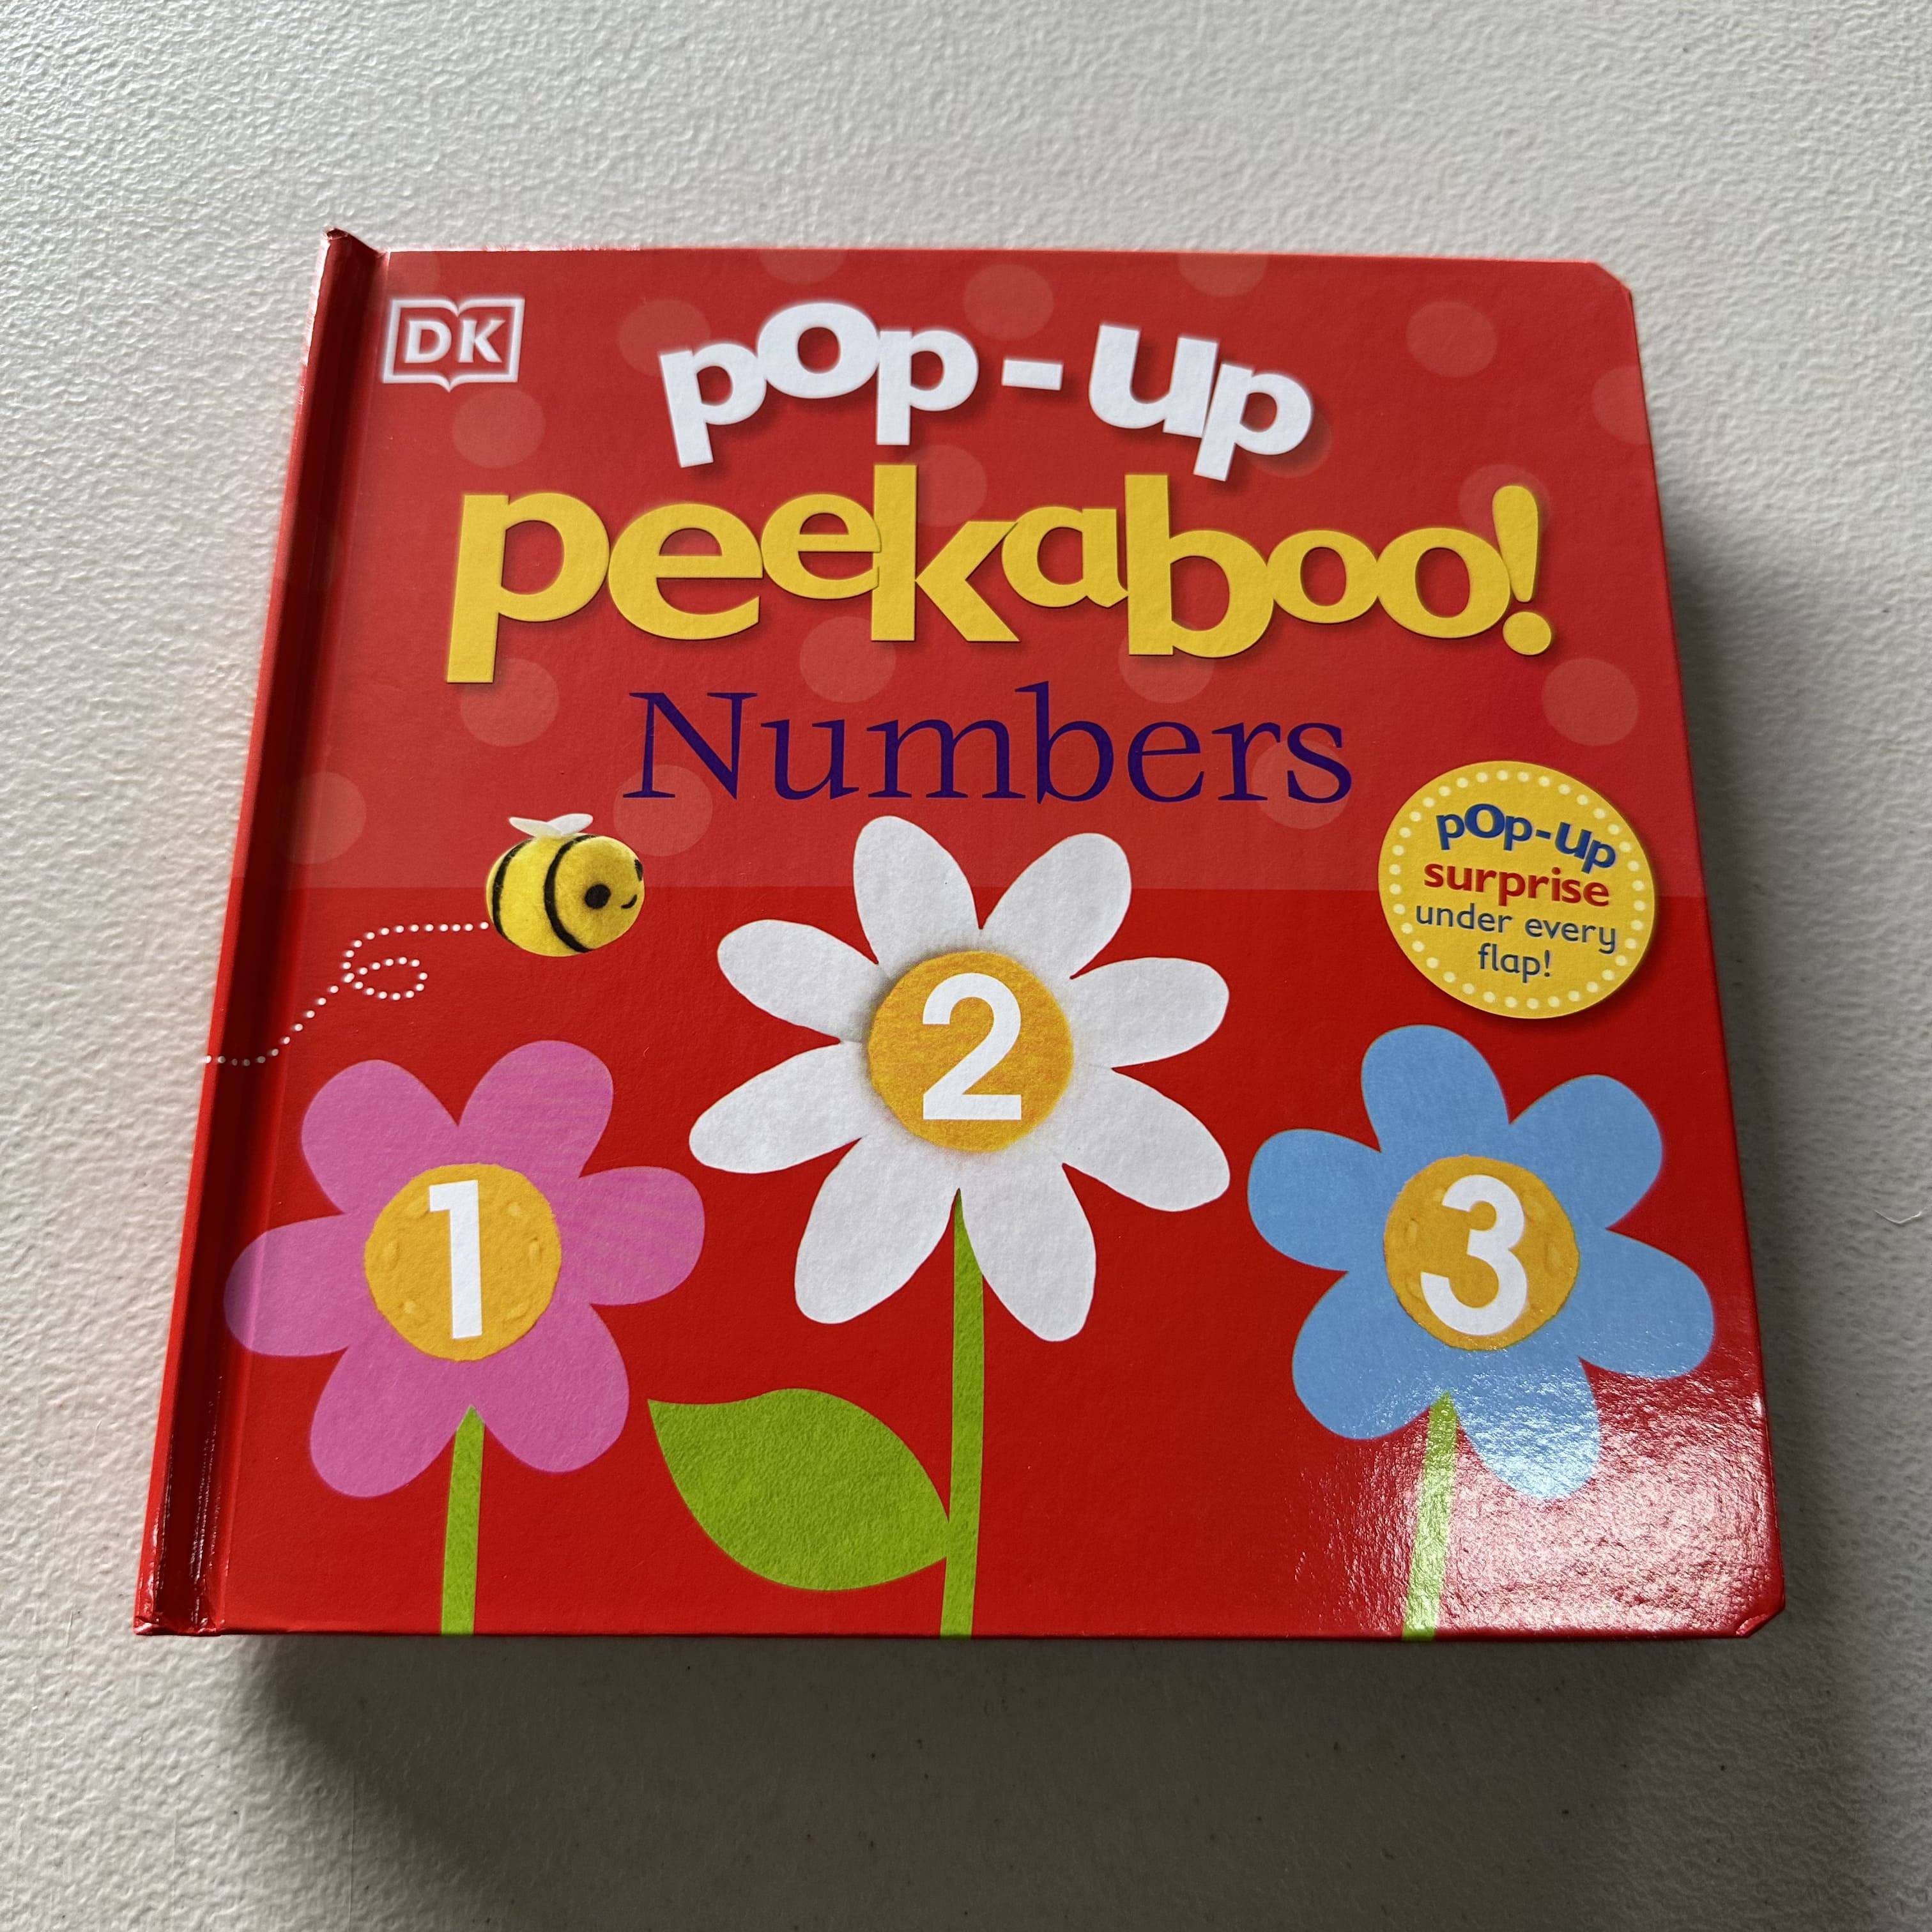 DK
pop-up
peekaboo!
Numbers
pop-up
surprise
under every
flap!
1
2
3